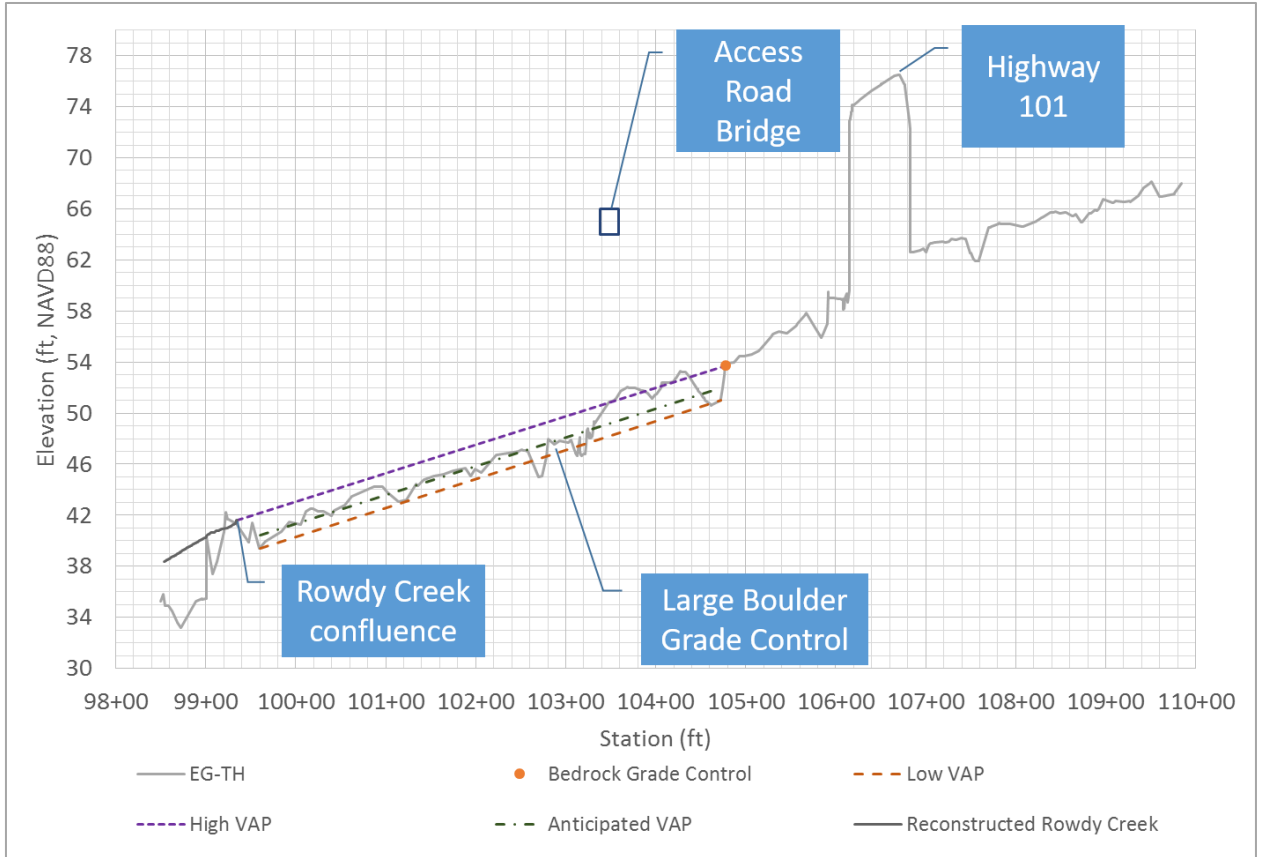 Access
Road
Bridge
Highway
101
78
74
70
66
62
58
54
50
46
42
38
34
30
Elevation (ft, NAVD88)
Rowdy Creek
confluence
Large Boulder
Grade Control
98+00 99+00 100+00 101+00 102+00 103+00 104+00 105+00 106+00 107+00 108+00 109+00 110+00
Station (ft)
EG-TH Bedrock Grade Control Low VAP
High VAP Anticipated VAP Reconstructed Rowdy Creek